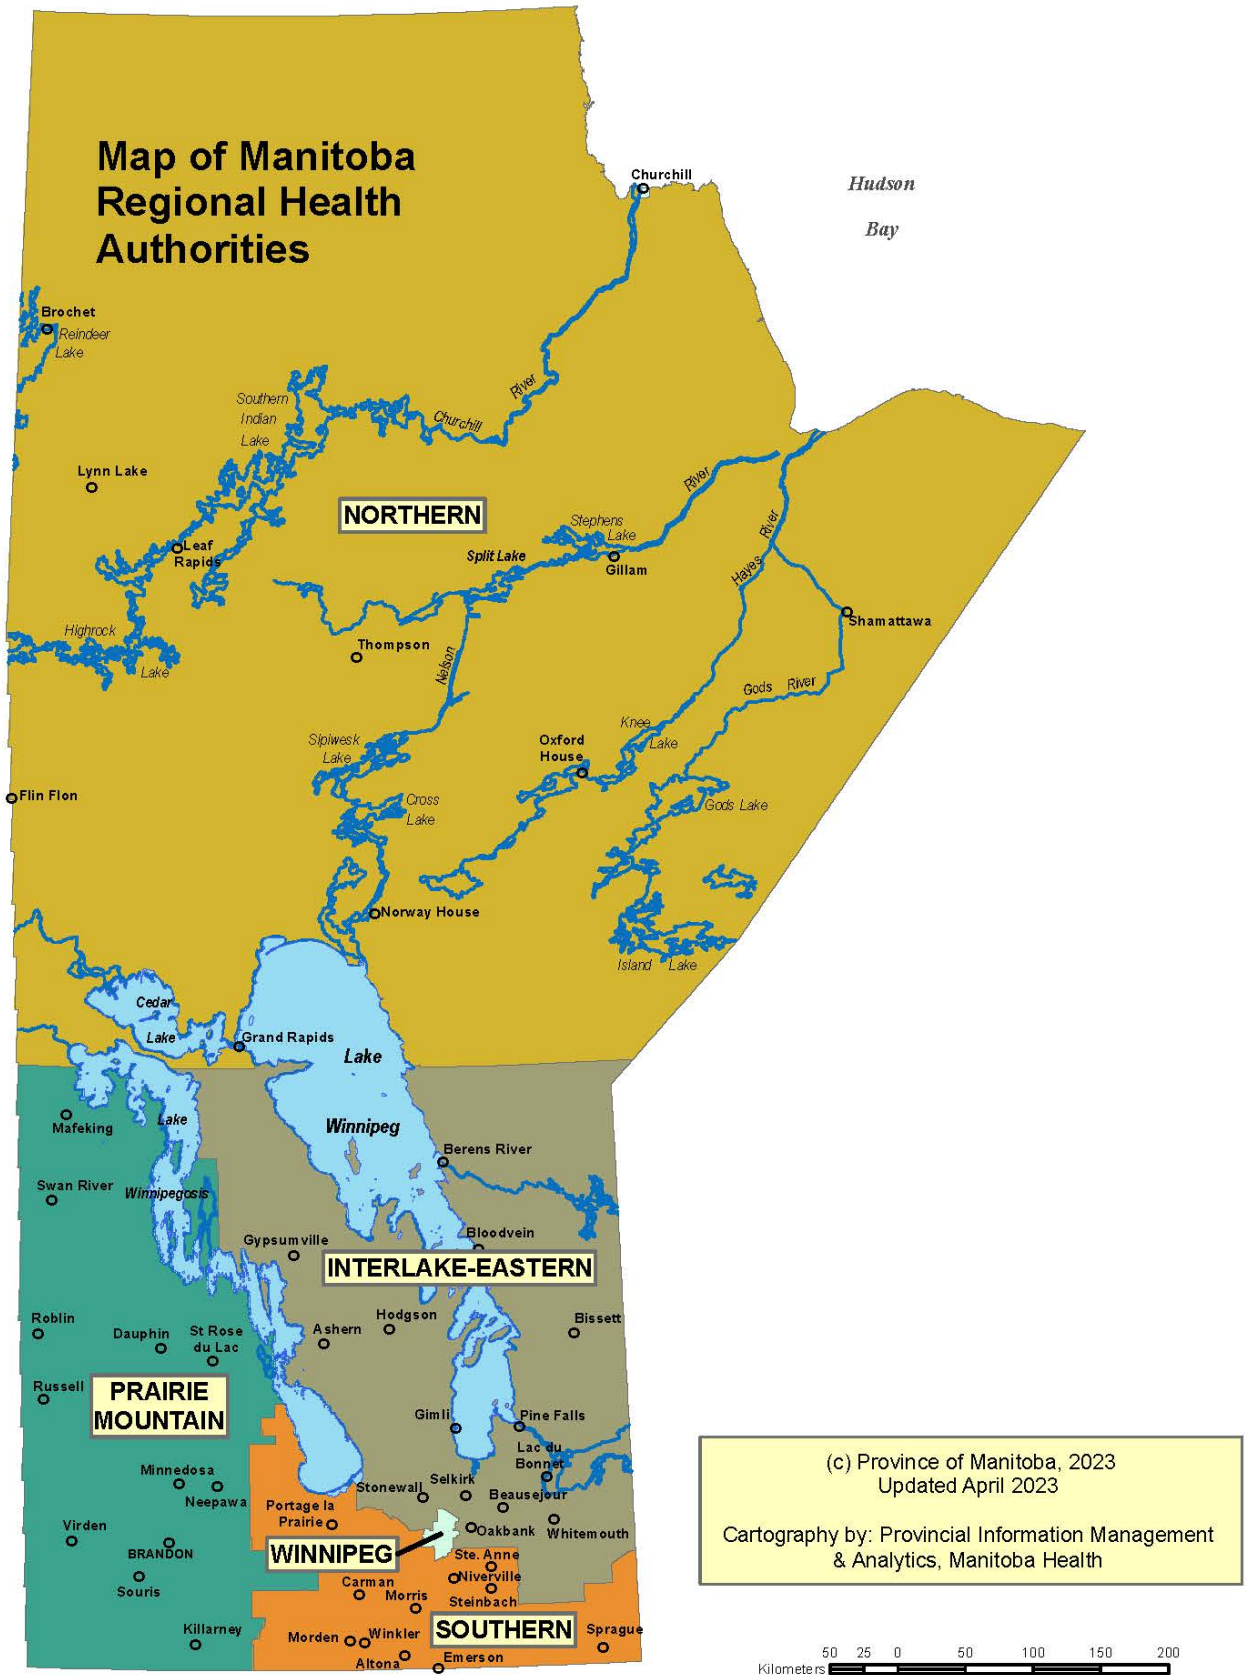 Map of Manitoba
Regional Health
Authorities
Churchill
Hudson
Bay
Brochet
Reindeer
Lake
Southern
Indian
Lake
Churchill
River
Lynn Lake
NORTHERN
River
Stephens
Lake
Split Lake
Gillam
River
Hayes
Leaf
Rapids
Shamattawa
Highrock
Lake
Thompson
Nelson
Gods River
Knee
Lake
Oxford
House
Sipiwesk
Lake
Cross
Lake
Gods Lake
Flin Flon
Norway House
Island Lake
Cedar
Lake
Grand Rapids
Lake
Winnipeg
Mafeking
Lake
Winnipegosis
Berens River
Swan River
Gypsumville
Bloodvein
INTERLAKE-EASTERN
Roblin
Dauphin
St Rose
du Lac
Ashern
Hodgson
Bissett
Russell
PRAIRIE
MOUNTAIN
Gimli
Pine Falls
Lac du
Bonnet
Minnedosa
Neepawa
Stonewall
Selkirk
Beausejour
Portage la
Prairie
Oakbank
Whitemouth
Virden
BRANDON
WINNIPEG
Ste. Anne
Niverville
Steinbach
Souris
Carman
Morris
Killarney
Morden
Winkler
SOUTHERN
Sprague
Altona
Emerson
(c) Province of Manitoba, 2023
Updated April 2023
Cartography by: Provincial Information Management
& Analytics, Manitoba Health
50 25 0 50 100 150 200
Kilometers